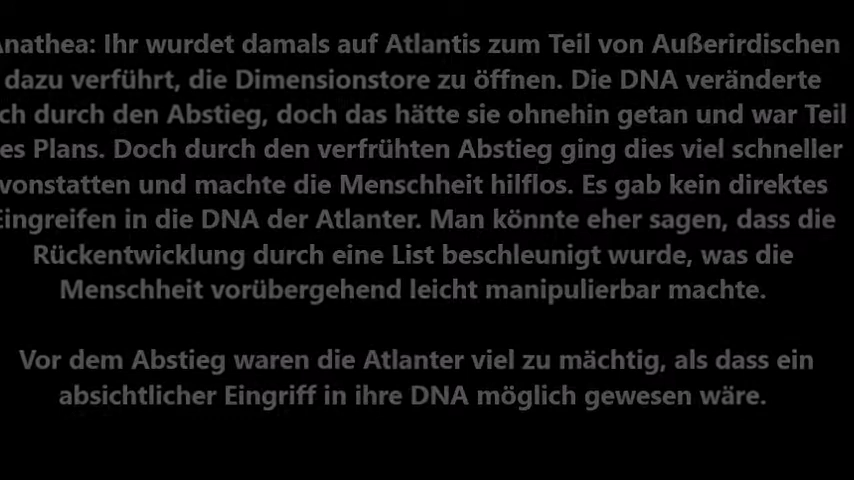 nathea: Ihr wurdet damals auf Atlantis zum Teil von Außerirdischen
dazu verführt, die Dimensionstore zu öffnen. Die DNA veränderte
ch durch den Abstieg, doch das hätte sie ohnehin getan und war Teil
es Plans. Doch durch den verfrühten Abstieg ging dies viel schneller
vonstatten und machte die Menschheit hilflos. Es gab kein direktes
Eingreifen in die DNA der Atlanter. Man könnte eher sagen, dass die
Rückentwicklung durch eine List beschleunigt wurde, was die
Menschheit vorübergehend leicht manipulierbar machte.
Vor dem Abstieg waren die Atlanter viel zu mächtig, als dass ein
absichtlicher Eingriff in ihre DNA möglich gewesen wäre.